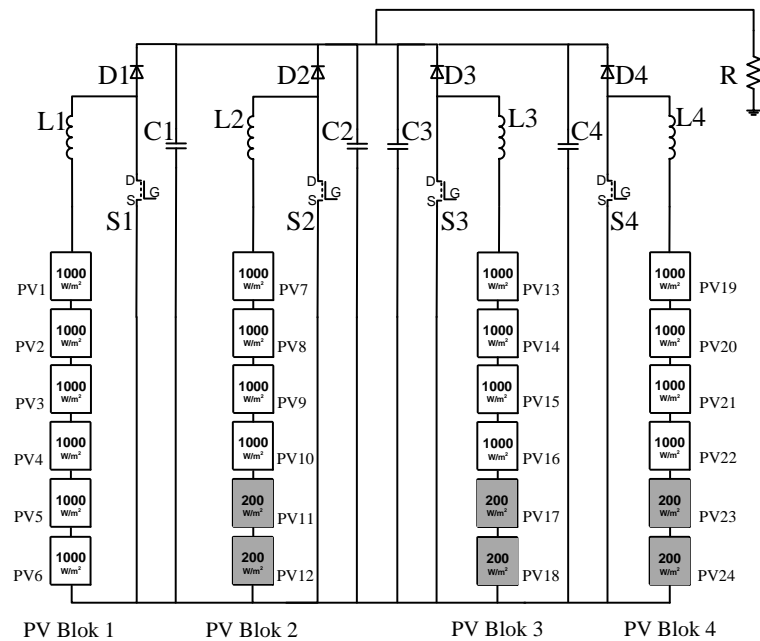 D1 D2 D3 D4 R
L1 C1 L2 C2 C3 L3 C4 L4
D D D D
G G G G
S S S S
S1 S2 S3 S4
1000 1000 1000 1000
W/m² W/m² W/m² W/m²
PV1 PV7 PV13 PV19
1000 1000 1000 1000
W/m² W/m² W/m² W/m²
PV2 PV8 PV14 PV20
1000 1000 1000 1000
W/m² W/m² W/m² W/m²
PV3 PV9 PV15 PV21
1000 1000 1000 1000
W/m² W/m² W/m² W/m²
PV4 PV10 PV16 PV22
1000 200 200 200
W/m² W/m² W/m² W/m²
PV5 PV11 PV17 PV23
1000 200 200 200
W/m² W/m² W/m² W/m²
PV6 PV12 PV18 PV24
PV Blok 1 PV Blok 2 PV Blok 3 PV Blok 4